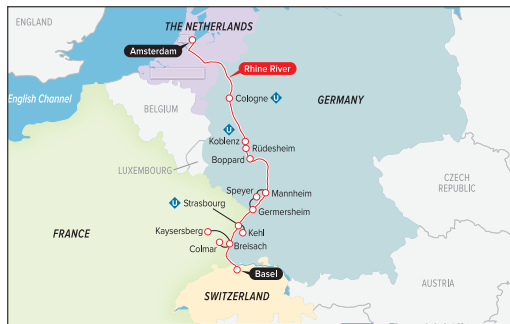 ENGLAND
THE NETHERLANDS
Amsterdam
Rhine River
English Channel
Cologne U
GERMANY
BELGIUM
U
Koblenz
Rüdesheim
Boppard
LUXEMBOURG
CZECH
REPUBLIC
Speyer
Mannheim
U Strasbourg
Germersheim
Kaysersberg
Kehl
FRANCE
Colmar
Breisach
Basel
AUSTRIA
SWITZERLAND